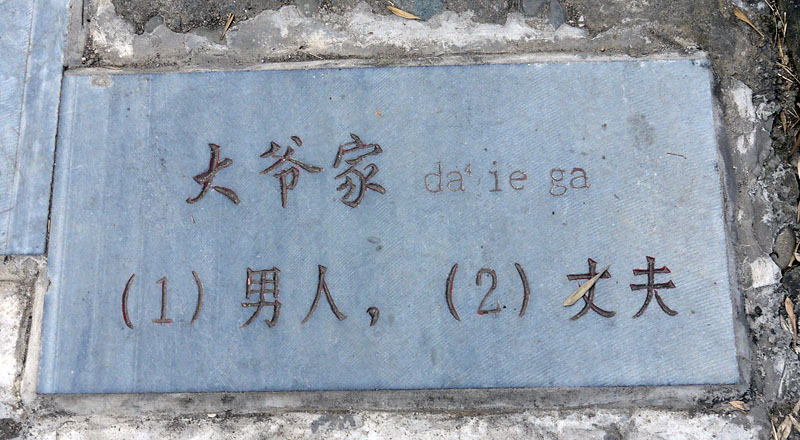 大爷家 da⁴ ie ga
(1)男人，(2)丈夫